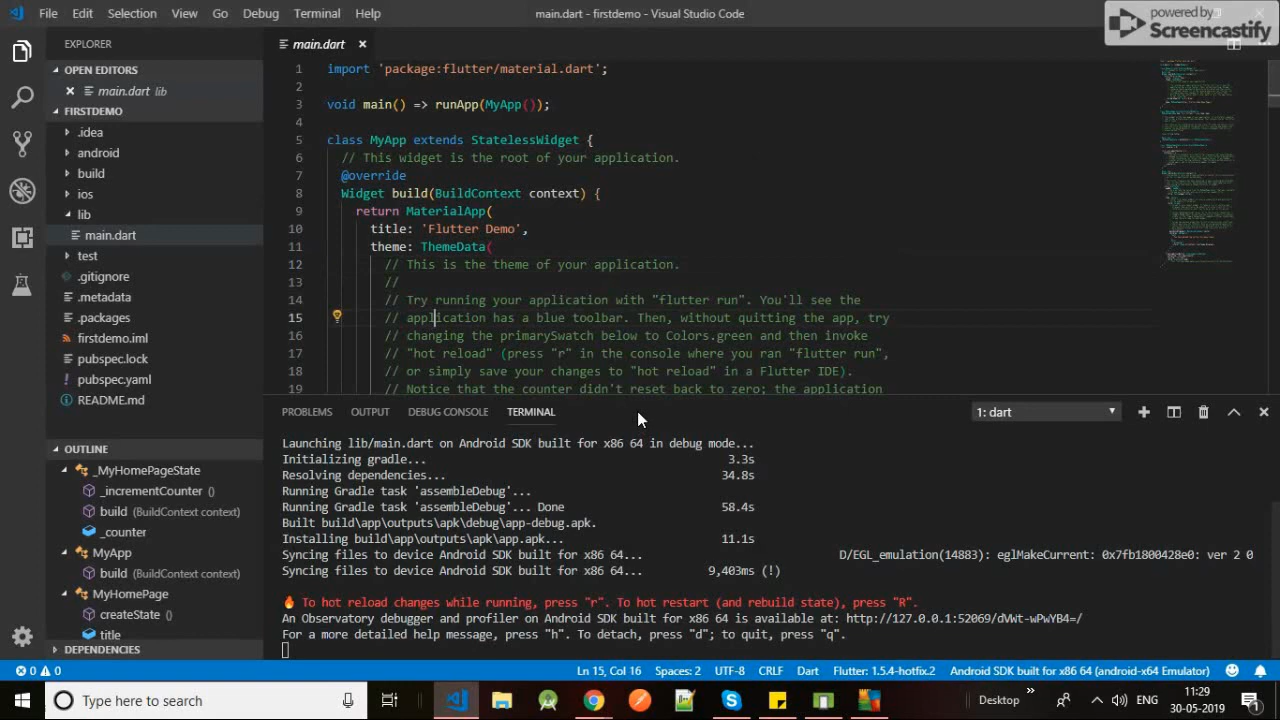 File Edit Selection View Go Debug Terminal Help
main.dart - firstdemo - Visual Studio Code
powered by
Screencastify
EXPLORER
OPEN EDITORS
main.dart lib
FIRSTDEMO
.idea
android
build
ios
lib
main.dart
test
.gitignore
.metadata
.packages
firstdemo.iml
pubspec.lock
pubspec.yaml
README.md
OUTLINE
_MyHomePageState
_incrementCounter ()
build (BuildContext context)
_counter
MyApp
build (BuildContext context)
MyHomePage
createState ()
title
DEPENDENCIES
main.dart
1 import 'package:flutter/material.dart';
2
3 void main() => runApp(MyApp());
4
5 class MyApp extends StatelessWidget {
6 // This widget is the root of your application.
7 @override
8 Widget build(BuildContext context) {
9 return MaterialApp(
10 title: 'Flutter Demo',
11 theme: ThemeData(
12 // This is the theme of your application.
13 //
14 // Try running your application with "flutter run". You'll see the
15 // application has a blue toolbar. Then, without quitting the app, try
16 // changing the primarySwatch below to Colors.green and then invoke
17 // "hot reload" (press "r" in the console where you ran "flutter run",
18 // or simply save your changes to "hot reload" in a Flutter IDE).
19 // Notice that the counter didn't reset back to zero; the application
PROBLEMS OUTPUT DEBUG CONSOLE TERMINAL
1: dart
Launching lib/main.dart on Android SDK built for x86 64 in debug mode...
Initializing gradle... 3.3s
Resolving dependencies... 34.8s
Running Gradle task 'assembleDebug'...
Running Gradle task 'assembleDebug'... Done 58.4s
Built build\app\outputs\apk\debug\app-debug.apk.
Installing build\app\outputs\apk\app.apk... 11.1s
Syncing files to device Android SDK built for x86 64... D/EGL_emulation(14883): eglMakeCurrent: 0x7fb1800428e0: ver 2 0
Syncing files to device Android SDK built for x86 64... 9,403ms (!)
To hot reload changes while running, press "r". To hot restart (and rebuild state), press "R".
An Observatory debugger and profiler on Android SDK built for x86 64 is available at: http://127.0.0.1:52069/dVWt-wPwYB4=/
For a more detailed help message, press "h". To detach, press "d"; to quit, press "q".
0 0
Ln 15, Col 16 Spaces: 2 UTF-8 CRLF Dart Flutter: 1.5.4-hotfix.2 Android SDK built for x86 64 (android-x64 Emulator)
Type here to search
Desktop
ENG
11:29
30-05-2019
1